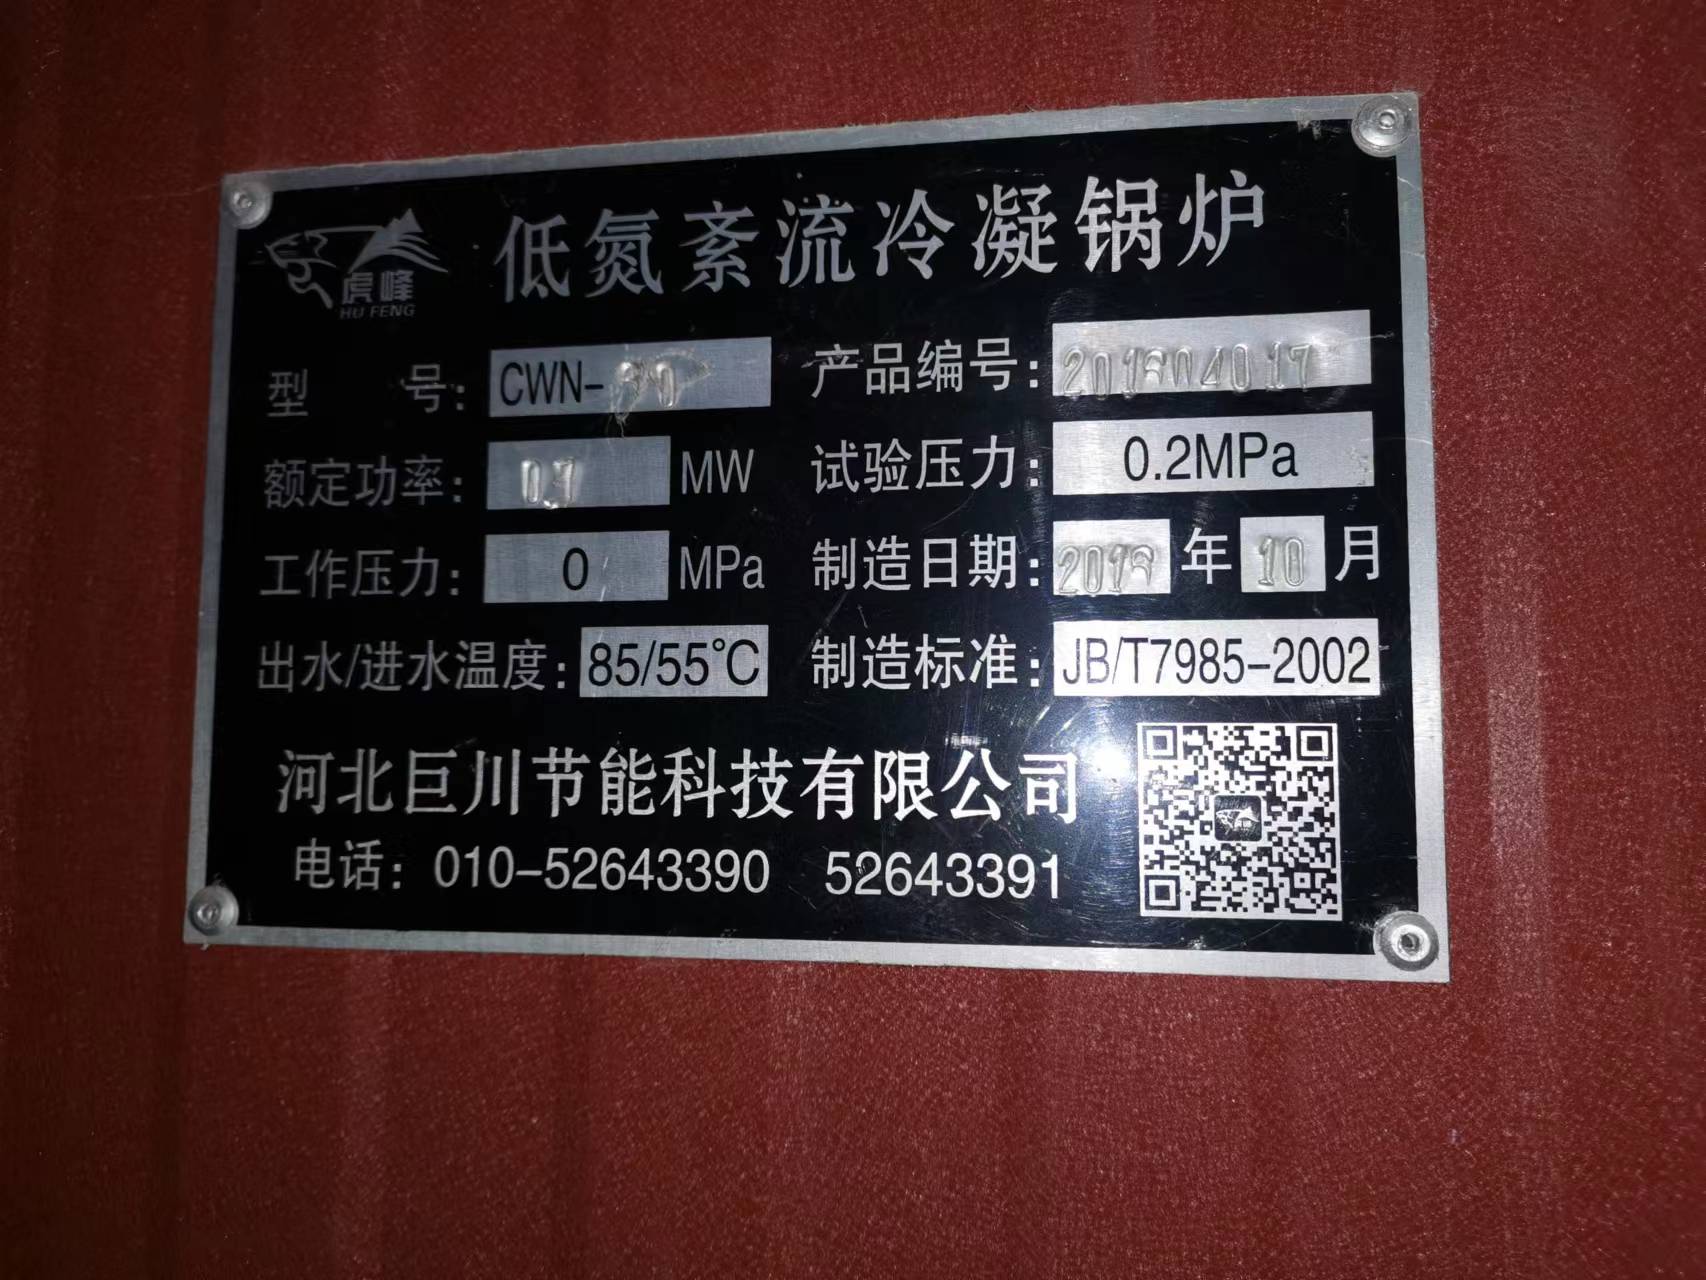 虎峰
HU FENG
低氮紊流冷凝锅炉
型 号: CWN- 产品编号:
额定功率: MW 试验压力: 0.2MPa
工作压力: 0 MPa 制造日期: 年 10 月
出水/进水温度: 85/55℃ 制造标准: JB/T7985-2002
河北巨川节能科技有限公司
电话: 010-52643390 52643391